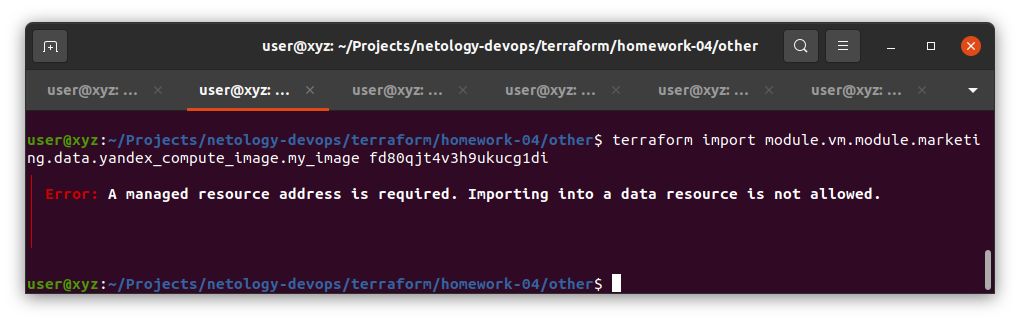 user@xyz: ~/Projects/netology-devops/terraform/homework-04/other
user@xyz: ... × user@xyz: ... × user@xyz: ... × user@xyz: ... × user@xyz: ... × user@xyz: ... ×
user@xyz:~/Projects/netology-devops/terraform/homework-04/other$ terraform import module.vm.module.marketi
ng.data.yandex_compute_image.my_image fd80qjt4v3h9ukucg1di
Error: A managed resource address is required. Importing into a data resource is not allowed.
user@xyz:~/Projects/netology-devops/terraform/homework-04/other$